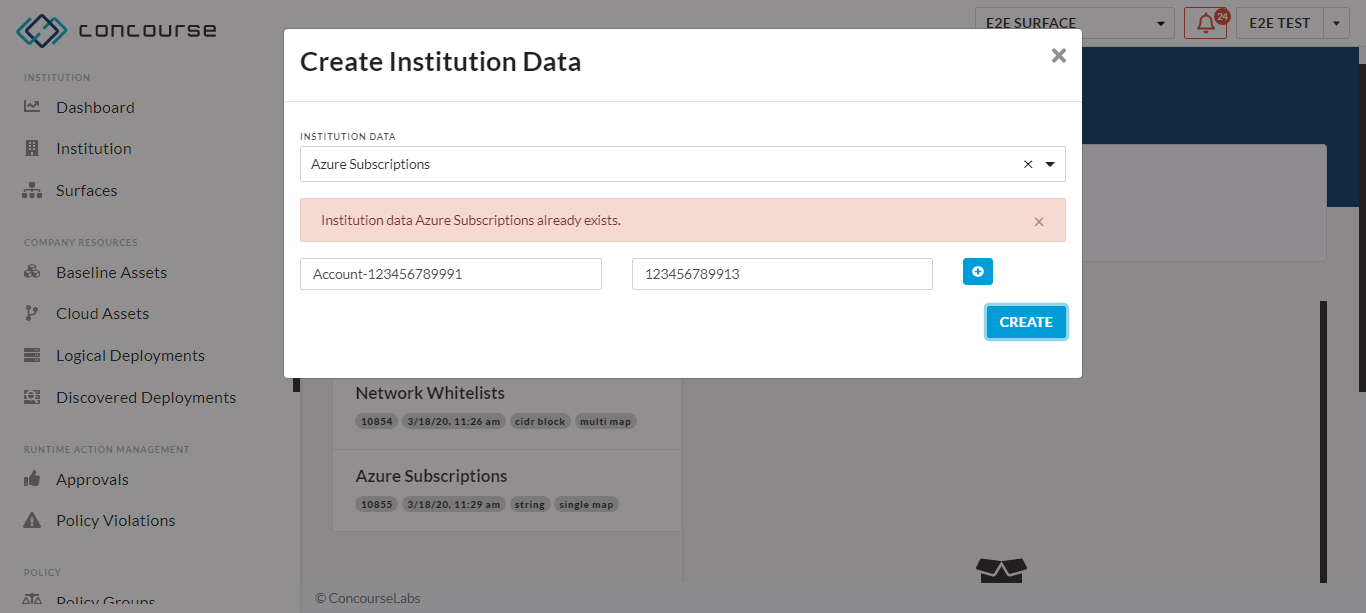 concourse
E2E SURFACE
24
E2E TEST
INSTITUTION
Dashboard
Institution
Surfaces
COMPANY RESOURCES
Baseline Assets
Cloud Assets
Logical Deployments
Discovered Deployments
RUNTIME ACTION MANAGEMENT
Approvals
Policy Violations
POLICY
Policy Groups
Create Institution Data
×
INSTITUTION DATA
Azure Subscriptions ×
Institution data Azure Subscriptions already exists. ×
Account-123456789991 123456789913
CREATE
Network Whitelists
10854 3/18/20, 11:26 am cidr block multi map
Azure Subscriptions
10855 3/18/20, 11:29 am string single map
© ConcourseLabs